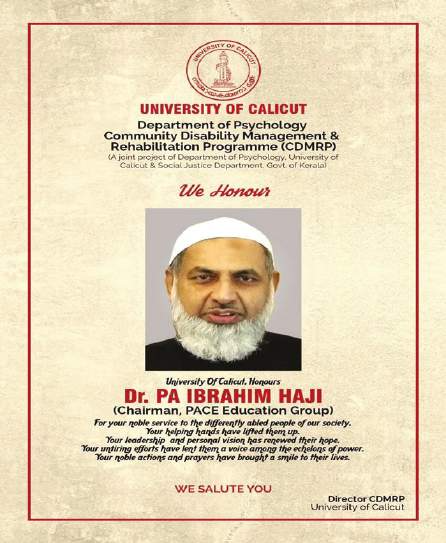 UNIVERSITY OF CALICUT
UNIVERSITY OF CALICUT
Department of Psychology
Community Disability Management &
Rehabilitation Programme (CDMRP)
(A joint project of Department of Psychology, University of
Calicut & Social Justice Department, Govt. of Kerala)
We Honour
University Of Calicut, Honours
Dr. PA IBRAHIM HAJI
(Chairman, PACE Education Group)
For your noble service to the differently abled people of our society.
Your helping hands have lifted them up.
Your leadership and personal vision has renewed their hope.
Your untiring efforts have lent them a voice among the echelons of power.
Your noble actions and prayers have brought a smile to their lives.
WE SALUTE YOU
Director CDMRP
University of Calicut